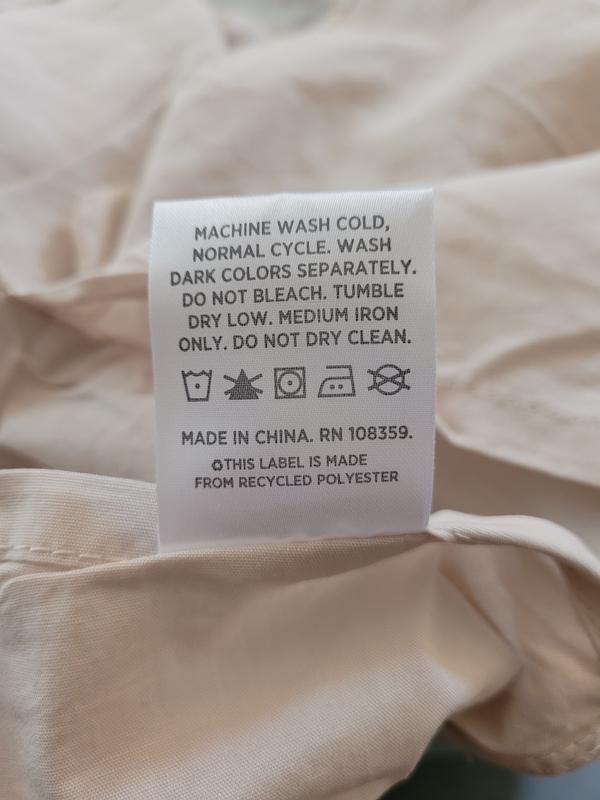 MACHINE WASH COLD,
NORMAL CYCLE. WASH
DARK COLORS SEPARATELY.
DO NOT BLEACH. TUMBLE
DRY LOW. MEDIUM IRON
ONLY. DO NOT DRY CLEAN.
MADE IN CHINA. RN 108359.
♻THIS LABEL IS MADE
FROM RECYCLED POLYESTER